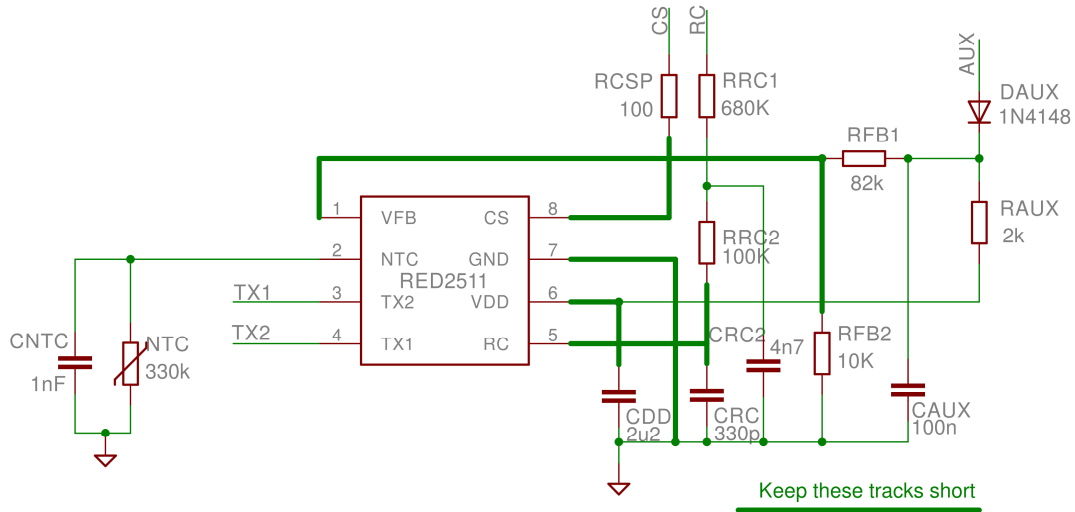 CS
RC
AUX
RCSP
100
RRC1
680K
DAUX
1N4148
RFB1
82k
1
VFB
CS
8
RAUX
2k
2
NTC
GND
7
RRC2
100K
RED2511
TX1
3
TX2
VDD
6
TX2
4
TX1
RC
5
CRC2
4n7
RFB2
10K
CNTC
1nF
NTC
330k
CDD
2u2
CRC
330p
CAUX
100n
Keep these tracks short